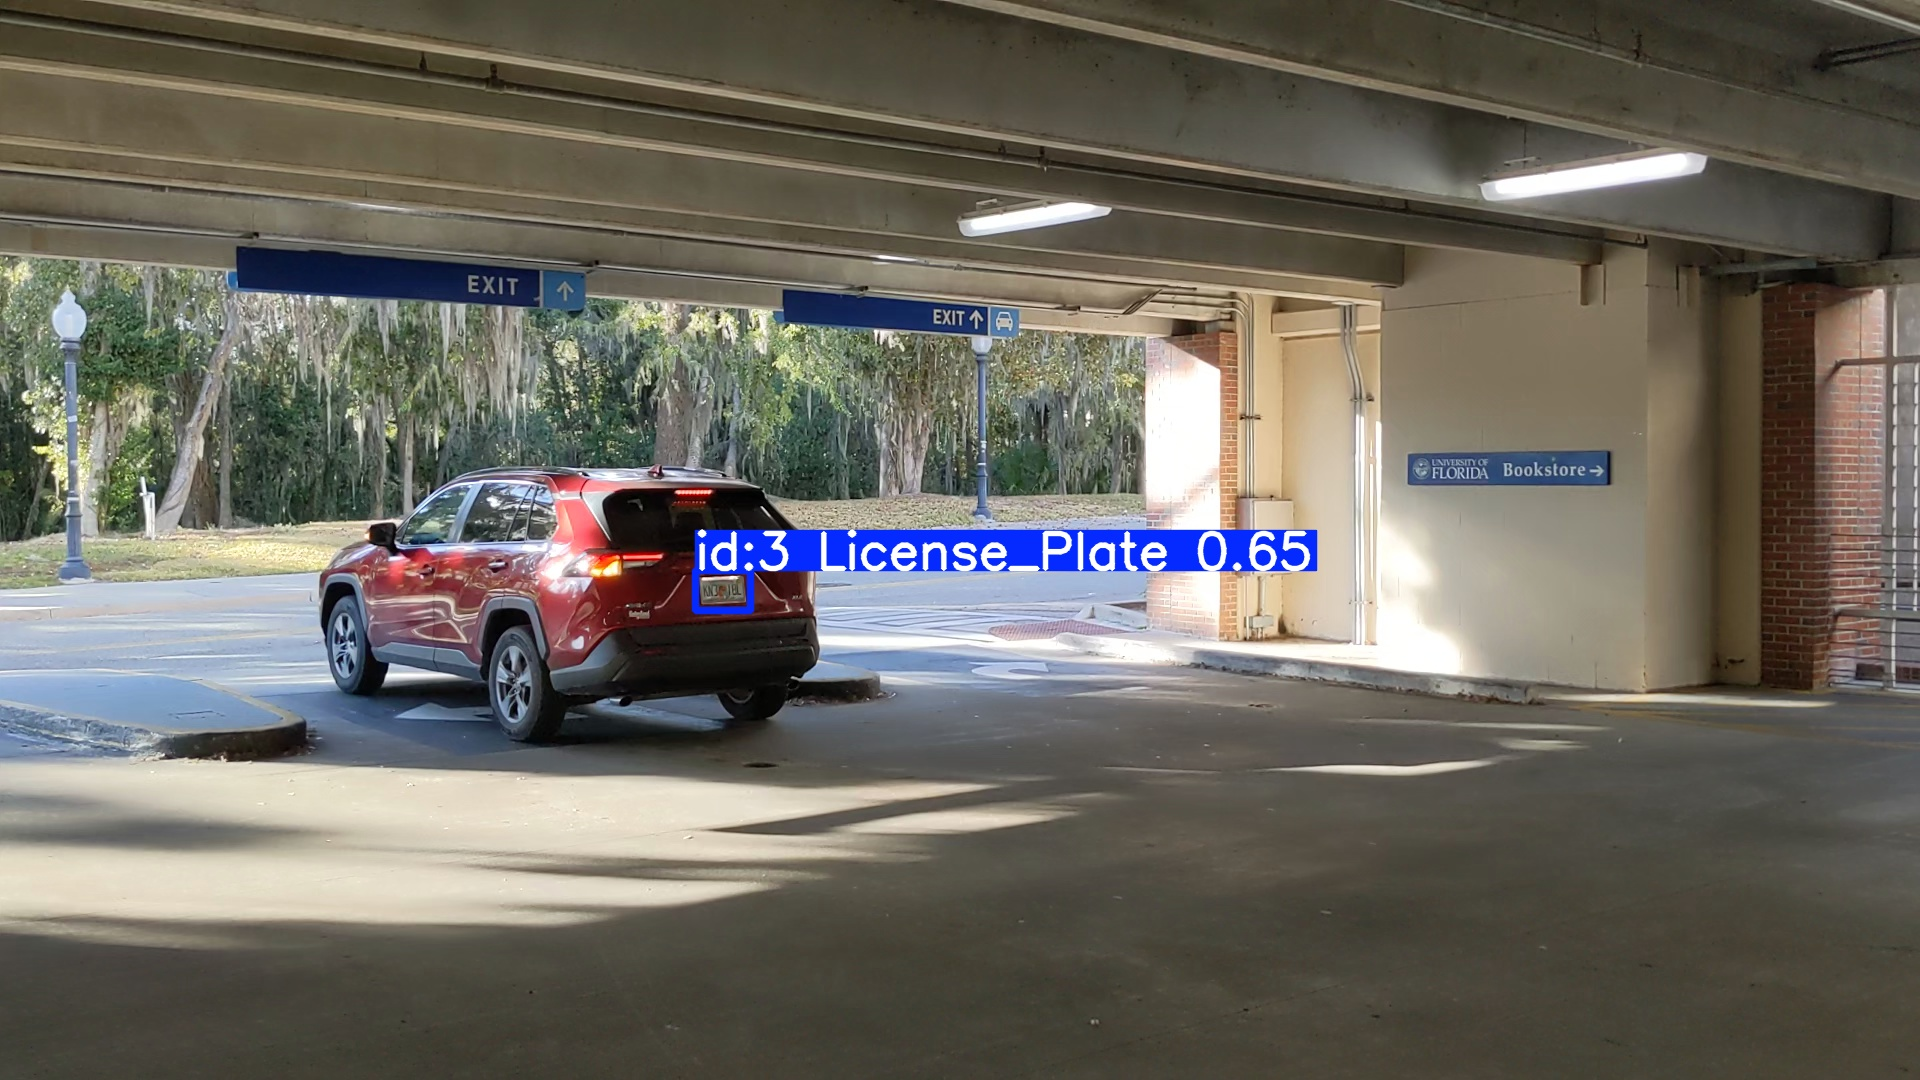 EXIT ↑
EXIT ↑
id:3 License_Plate 0.65
UNIVERSITY OF
FLORIDA
Bookstore →